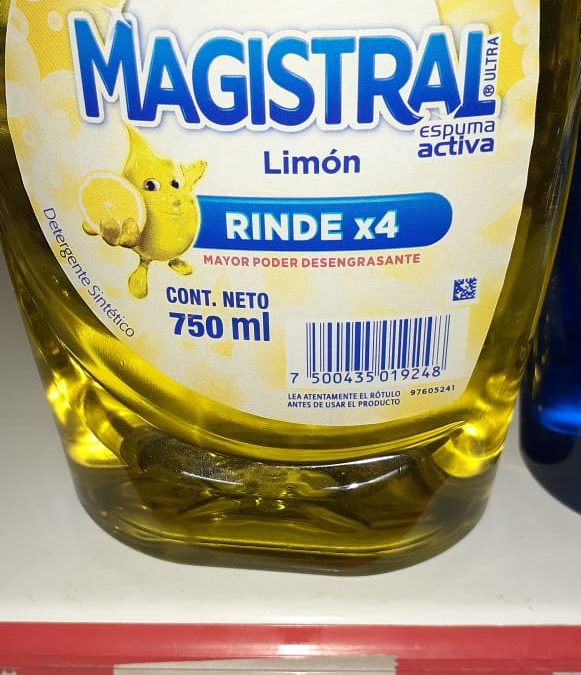 MAGISTRAL® ULTRA
espuma
activa
Limón
RINDE x4
MAYOR PODER DESENGRASANTE
Detergente Sintético
CONT. NETO
750 ml
7 500435 019248
LEA ATENTAMENTE EL RÓTULO
ANTES DE USAR EL PRODUCTO
97605241